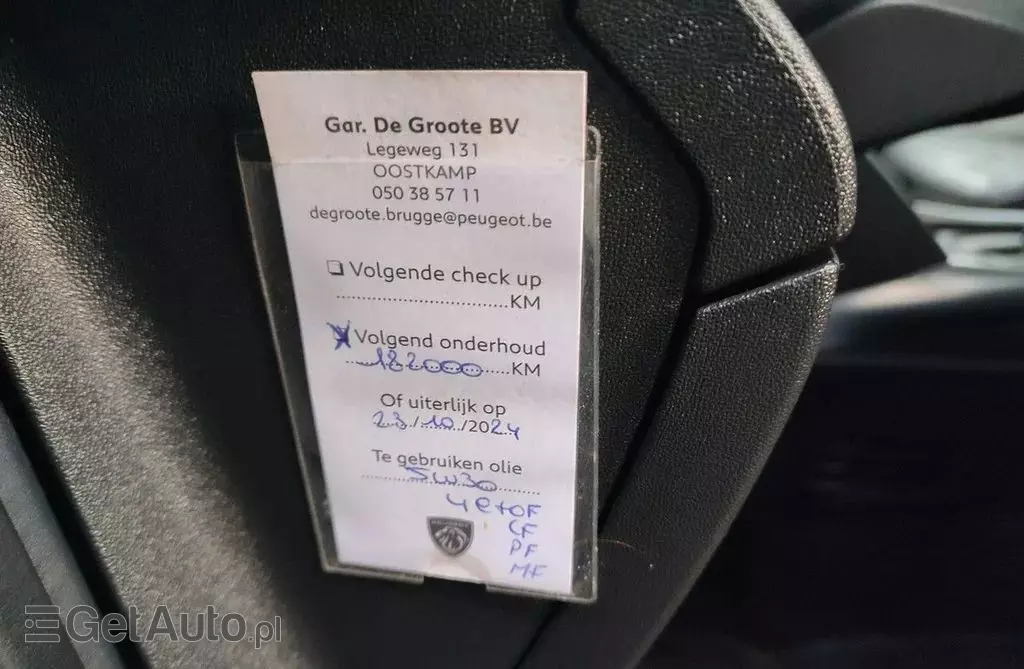 Gar. De Groote BV
Legeweg 131
OOSTKAMP
050 38 57 11
degroote.brugge@peugeot.be
❑ Volgende check up
..............................KM
Volgend onderhoud
182000 KM
Of uiterlijk op
23/10/2024
Te gebruiken olie
5W30
OF
CF
PF
MF
GetAuto.pl